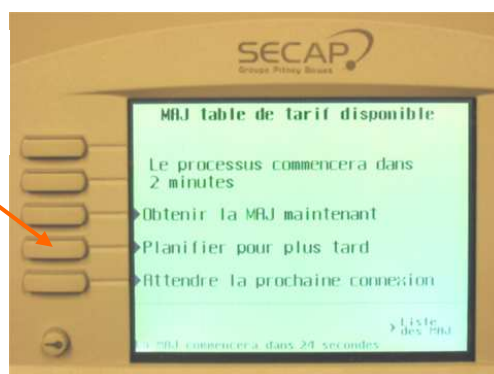 SECAP
Groupe Pitney Bowes
MAJ table de tarif disponible
Le processus commencera dans
2 minutes
Obtenir la MAJ maintenant
Planifier pour plus tard
Attendre la prochaine connexion
Liste
des MAJ
La MAJ commencera dans 24 secondes